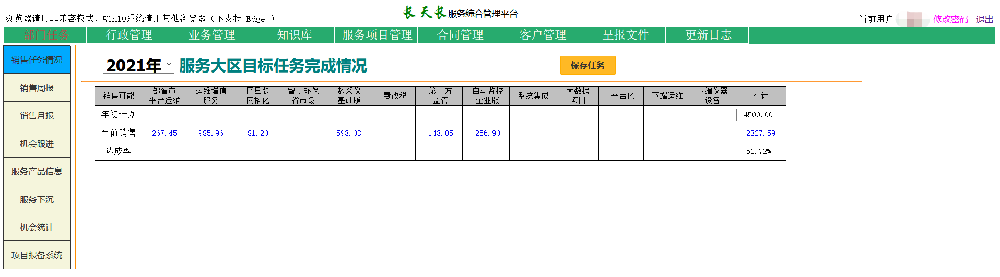 长天长服务综合管理平台
浏览器请用非兼容模式，Win10系统请用其他浏览器（不支持 Edge ）
当前用户 修改密码 退出
部门任务 行政管理 业务管理 知识库 服务项目管理 合同管理 客户管理 呈报文件 更新日志
销售任务情况
销售周报
销售月报
机会跟进
服务产品信息
服务下沉
机会统计
项目报备系统
2021年 服务大区目标任务完成情况 保存任务
销售可能 部省市平台运维 运维增值服务 区县版网格化 智慧环保省市级 数采仪基础版 费改税 第三方监管 自动监控企业版 系统集成 大数据项目 平台化 下端运维 下端仪器设备 小计
年初计划 4500.00
当前销售 267.45 985.96 81.20 593.03 143.05 256.90 2327.59
达成率 51.72%